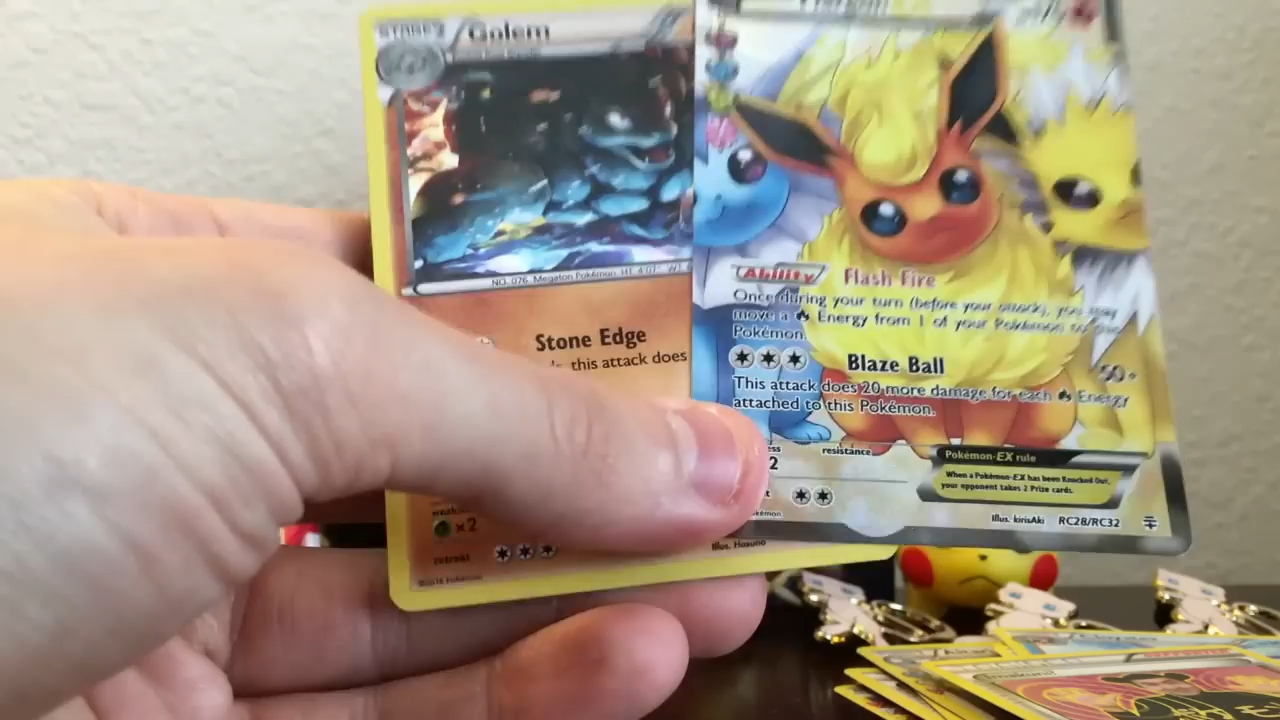 STAGE 2
Golem
NO. 076 Megaton Pokémon HT: 4'07"
Stone Edge
this attack does
x2
retreat
©2016 Pokémon
Illus. Hasuno
Ability Flash Fire
Once during your turn (before your attack), you may
move a Energy from 1 of your Pokémon to
Pokémon.
Blaze Ball
50+
This attack does 20 more damage for each Energy
attached to this Pokémon.
resistance
2
Pokémon-EX rule
When a Pokémon-EX has been Knocked Out,
your opponent takes 2 Prize cards.
Illus. kirisAki RC28/RC32